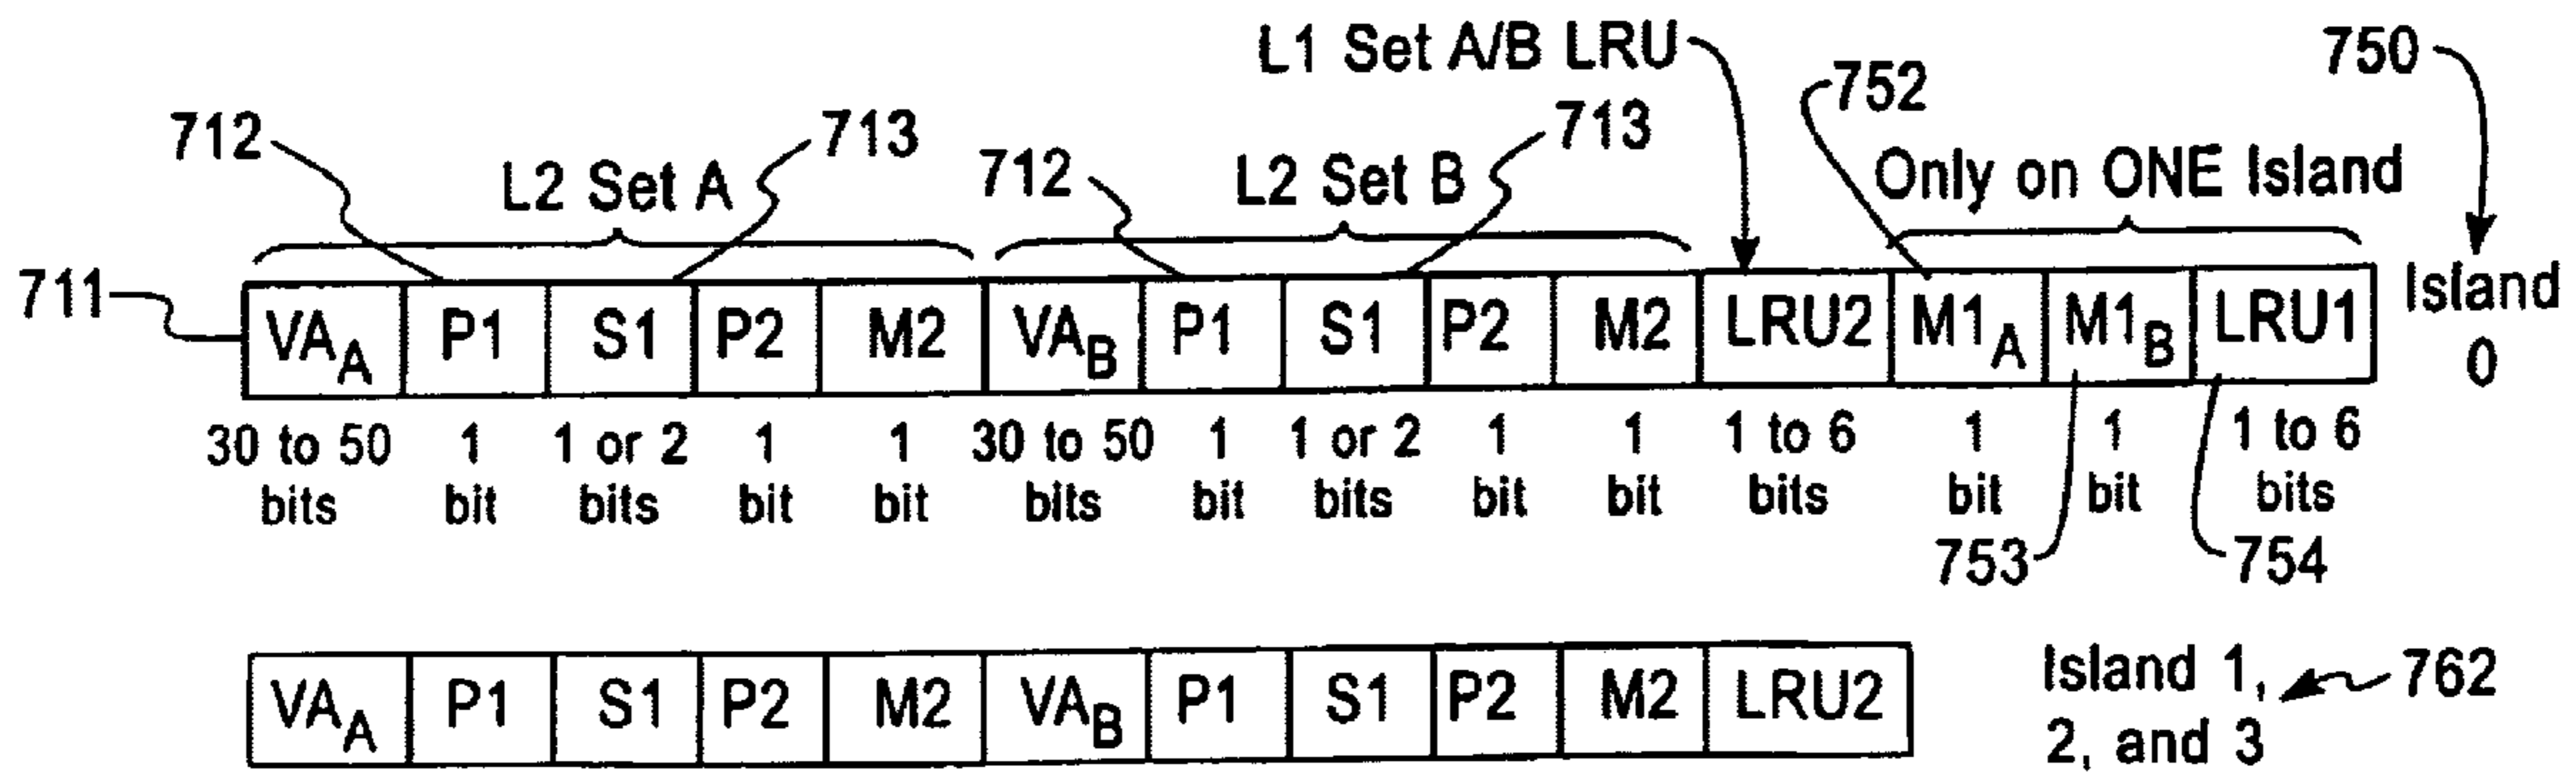 L1 Set A/B LRU 750
752
712 713 712 713
L2 Set A L2 Set B Only on ONE Island
711 VAA P1 S1 P2 M2 VAB P1 S1 P2 M2 LRU2 M1A M1B LRU1 Island
0
30 to 50 1 1 or 2 1 1 30 to 50 1 1 or 2 1 1 1 to 6 1 1 1 to 6
bits bit bits bit bit bits bit bits bit bit bits bit bit bits
753 754
VAA P1 S1 P2 M2 VAB P1 S1 P2 M2 LRU2 Island 1, 762
2, and 3